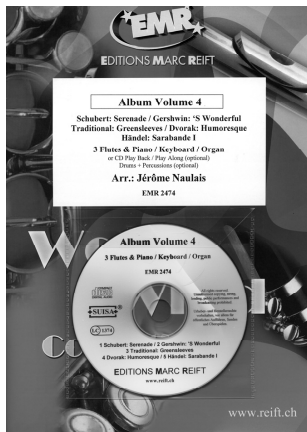 EMR
EDITIONS MARC REIFT
Album Volume 4
Schubert: Serenade / Gershwin: 'S Wonderful
Traditional: Greensleeves / Dvorak: Humoresque
Händel: Sarabande I
3 Flutes & Piano / Keyboard / Organ
or CD Play Back / Play Along (optional)
Drums + Percussions (optional)
Arr.: Jérôme Naulais
EMR 2474
Album Volume 4
3 Flutes & Piano / Keyboard / Organ
EMR 2474
SUISA
1 Schubert: Serenade / 2 Gershwin: 'S Wonderful
3 Traditional: Greensleeves
4 Dvorak: Humoresque / 5 Händel: Sarabande I
EDITIONS MARC REIFT
www.reift.ch
www.reift.ch